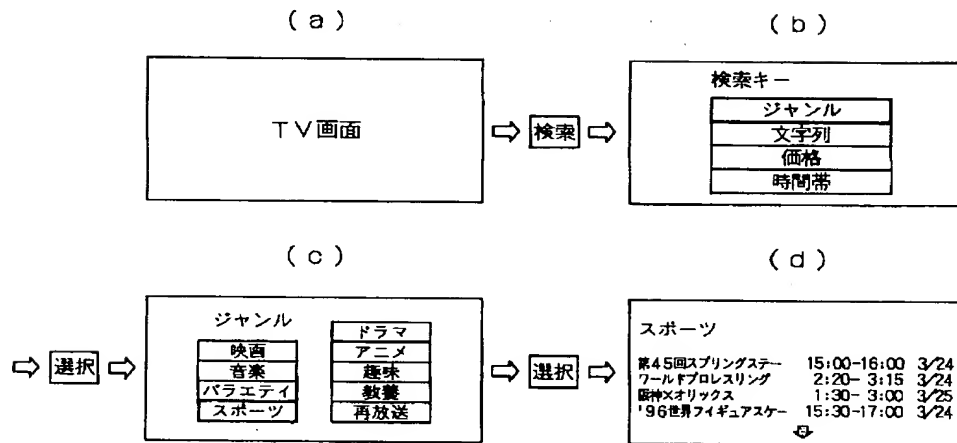 (a)
(b)
TV画面
検索
検索キー
ジャンル
文字列
価格
時間帯
(c)
(d)
選択
ジャンル
映画
音楽
バラエティ
スポーツ
ドラマ
アニメ
趣味
教養
再放送
選択
スポーツ
第45回スプリングステー 15:00-16:00 3/24
ワールドプロレスリング 2:20- 3:15 3/24
阪神×オリックス 1:30- 3:00 3/25
'96世界フィギュアスケー 15:30-17:00 3/24